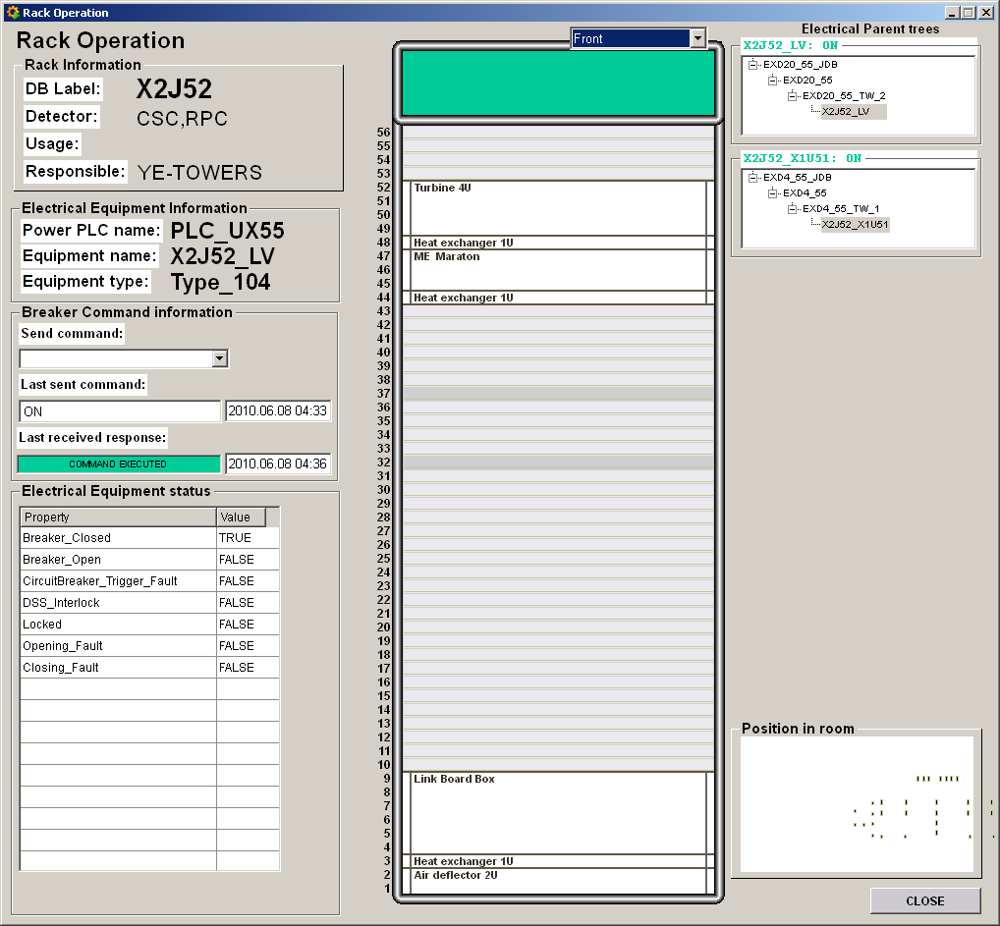 Rack Operation
Rack Operation
Rack Information
DB Label: X2J52
Detector: CSC,RPC
Usage:
Responsible: YE-TOWERS
Electrical Equipment Information
Power PLC name: PLC_UX55
Equipment name: X2J52_LV
Equipment type: Type_104
Breaker Command information
Send command:
Last sent command:
ON 2010.06.08 04:33
Last received response:
COMMAND EXECUTED 2010.06.08 04:36
Electrical Equipment status
Property Value
Breaker_Closed TRUE
Breaker_Open FALSE
CircuitBreaker_Trigger_Fault FALSE
DSS_Interlock FALSE
Locked FALSE
Opening_Fault FALSE
Closing_Fault FALSE
Front
56
55
54
53
52 Turbine 4U
51
50
49
48 Heat exchanger 1U
47 ME Maraton
46
45
44 Heat exchanger 1U
43
42
41
40
39
38
37
36
35
34
33
32
31
30
29
28
27
26
25
24
23
22
21
20
19
18
17
16
15
14
13
12
11
10
9 Link Board Box
8
7
6
5
4
3 Heat exchanger 1U
2 Air deflector 2U
1
Electrical Parent trees
X2J52_LV: ON
EXD20_55_JDB
EXD20_55
EXD20_55_TW_2
X2J52_LV
X2J52_X1U51: ON
EXD4_55_JDB
EXD4_55
EXD4_55_TW_1
X2J52_X1U51
Position in room
CLOSE